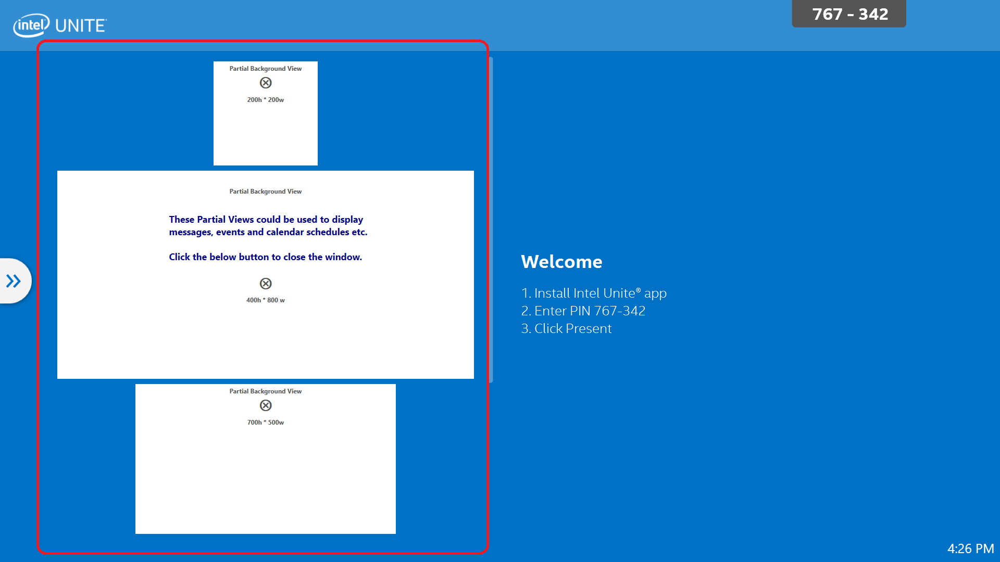 intel UNITE
767 - 342
Partial Background View
200h * 200w
Partial Background View
These Partial Views could be used to display
messages, events and calendar schedules etc.
Click the below button to close the window.
400h * 800 w
Partial Background View
700h * 500w
Welcome
1. Install Intel Unite® app
2. Enter PIN 767-342
3. Click Present
4:26 PM